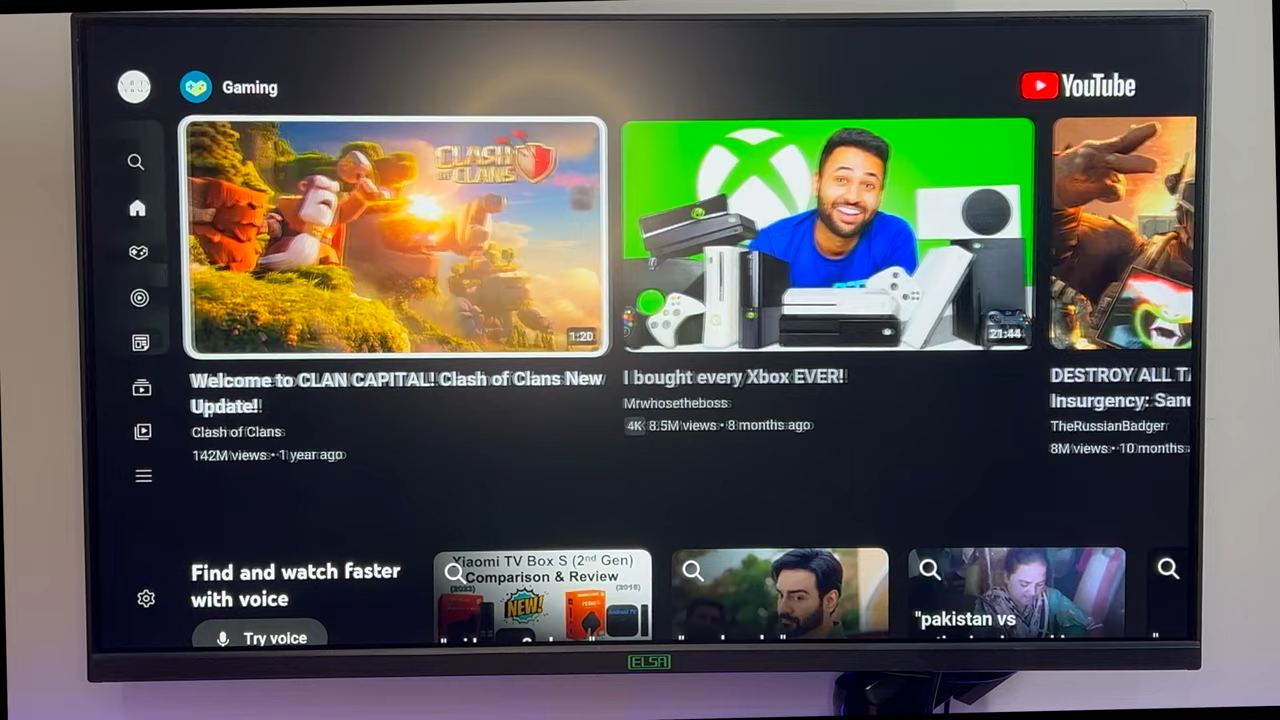 Gaming
YouTube
CLASH
OF CLANS
1:20
21:44
Welcome to CLAN CAPITAL! Clash of Clans New
Update!
Clash of Clans
142M views • 1 year ago
I bought every Xbox EVER!
Mrwhosetheboss
4K 8.5M views • 8 months ago
DESTROY ALL
Insurgency:
TheRussianBadger
8M views • 10 months
Find and watch faster
with voice
Try voice
Xiaomi TV Box S (2nd Gen)
Comparison & Review
(2023)
(2018)
NEW!
"pakistan vs
ELSA